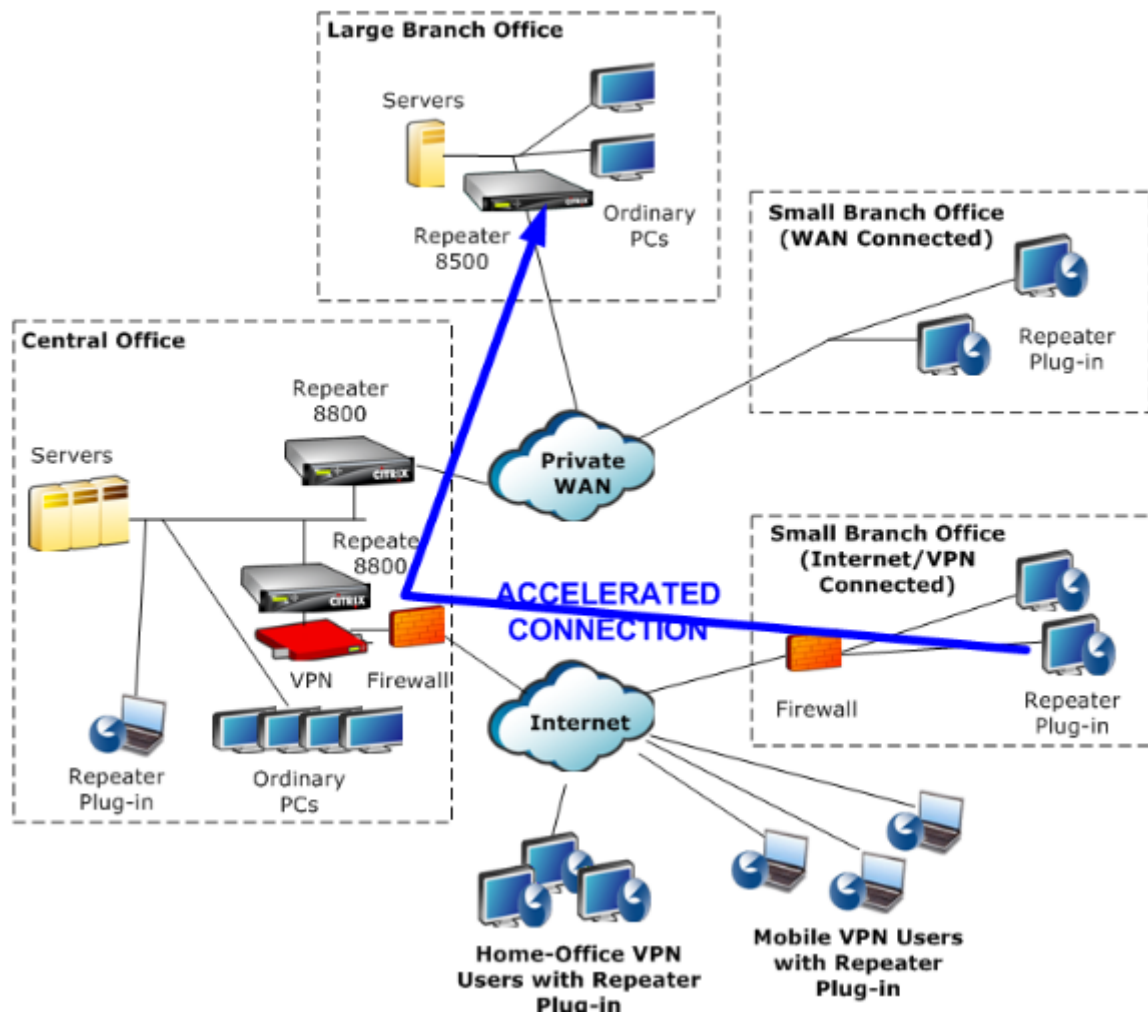 Large Branch Office
Servers
CITRIX
Repeater
8500
Ordinary
PCs
Small Branch Office
(WAN Connected)
Repeater
Plug-in
Central Office
Repeater
8800
Servers
CITRIX
Private
WAN
Repeate
8800
CITRIX
VPN
Firewall
Repeater
Plug-in
Ordinary
PCs
ACCELERATED
CONNECTION
Small Branch Office
(Internet/VPN
Connected)
Firewall
Repeater
Plug-in
Internet
Home-Office VPN
Users with Repeater
Plug-in
Mobile VPN Users
with Repeater
Plug-in